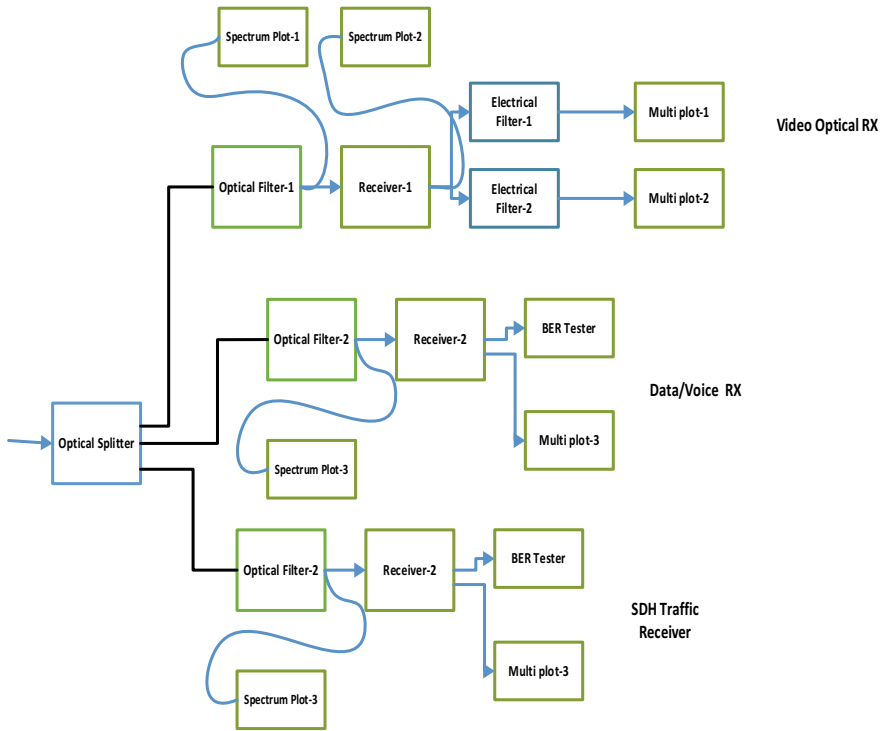 Spectrum Plot-1
Spectrum Plot-2
Electrical
Filter-1
Multi plot-1
Video Optical RX
Optical Filter-1
Receiver-1
Electrical
Filter-2
Multi plot-2
Optical Filter-2
Receiver-2
BER Tester
Data/Voice RX
Optical Splitter
Spectrum Plot-3
Multi plot-3
Optical Filter-2
Receiver-2
BER Tester
SDH Traffic
Receiver
Spectrum Plot-3
Multi plot-3